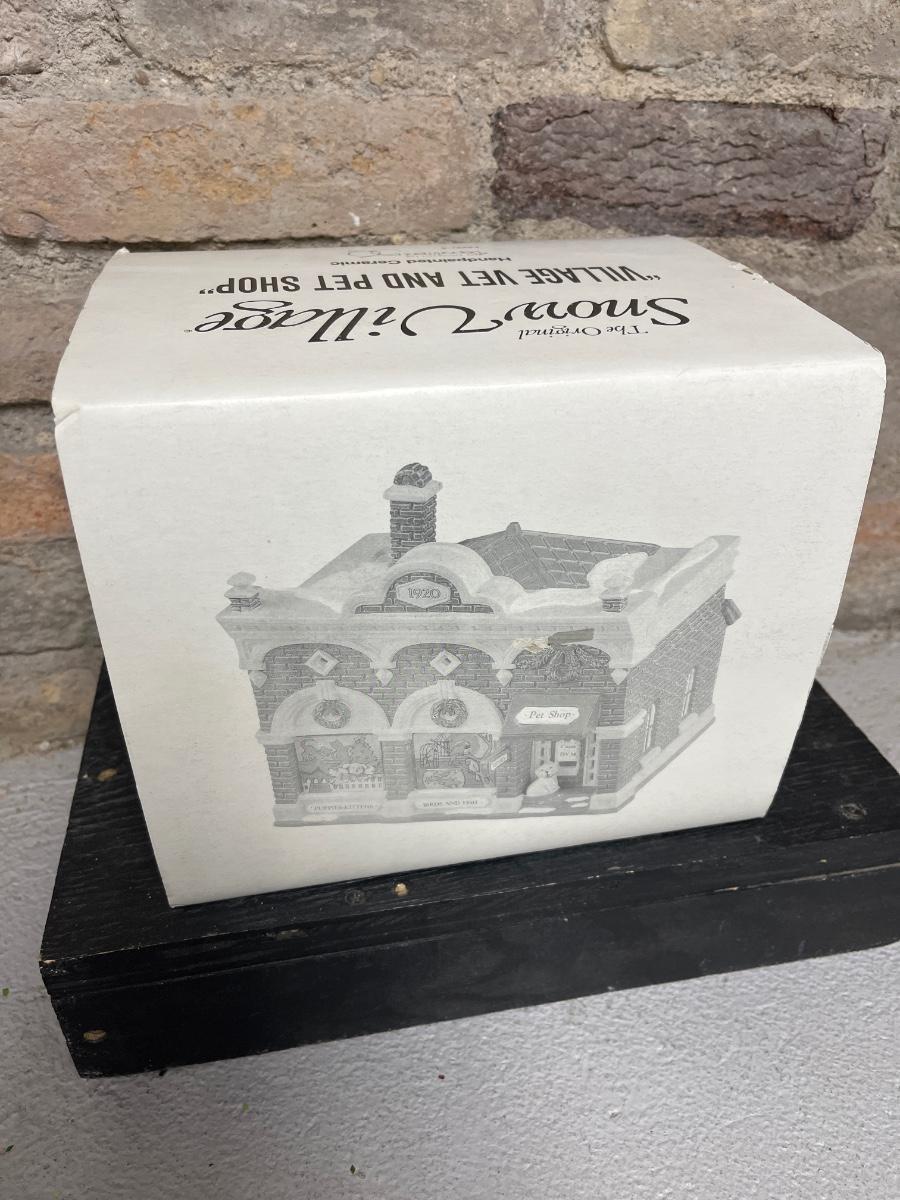 The Original
Snow Village®
"VILLAGE VET AND PET SHOP"
Handpainted Ceramic
1920
Pet Shop
PUPPIES-KITTENS
BIRDS AND FISH